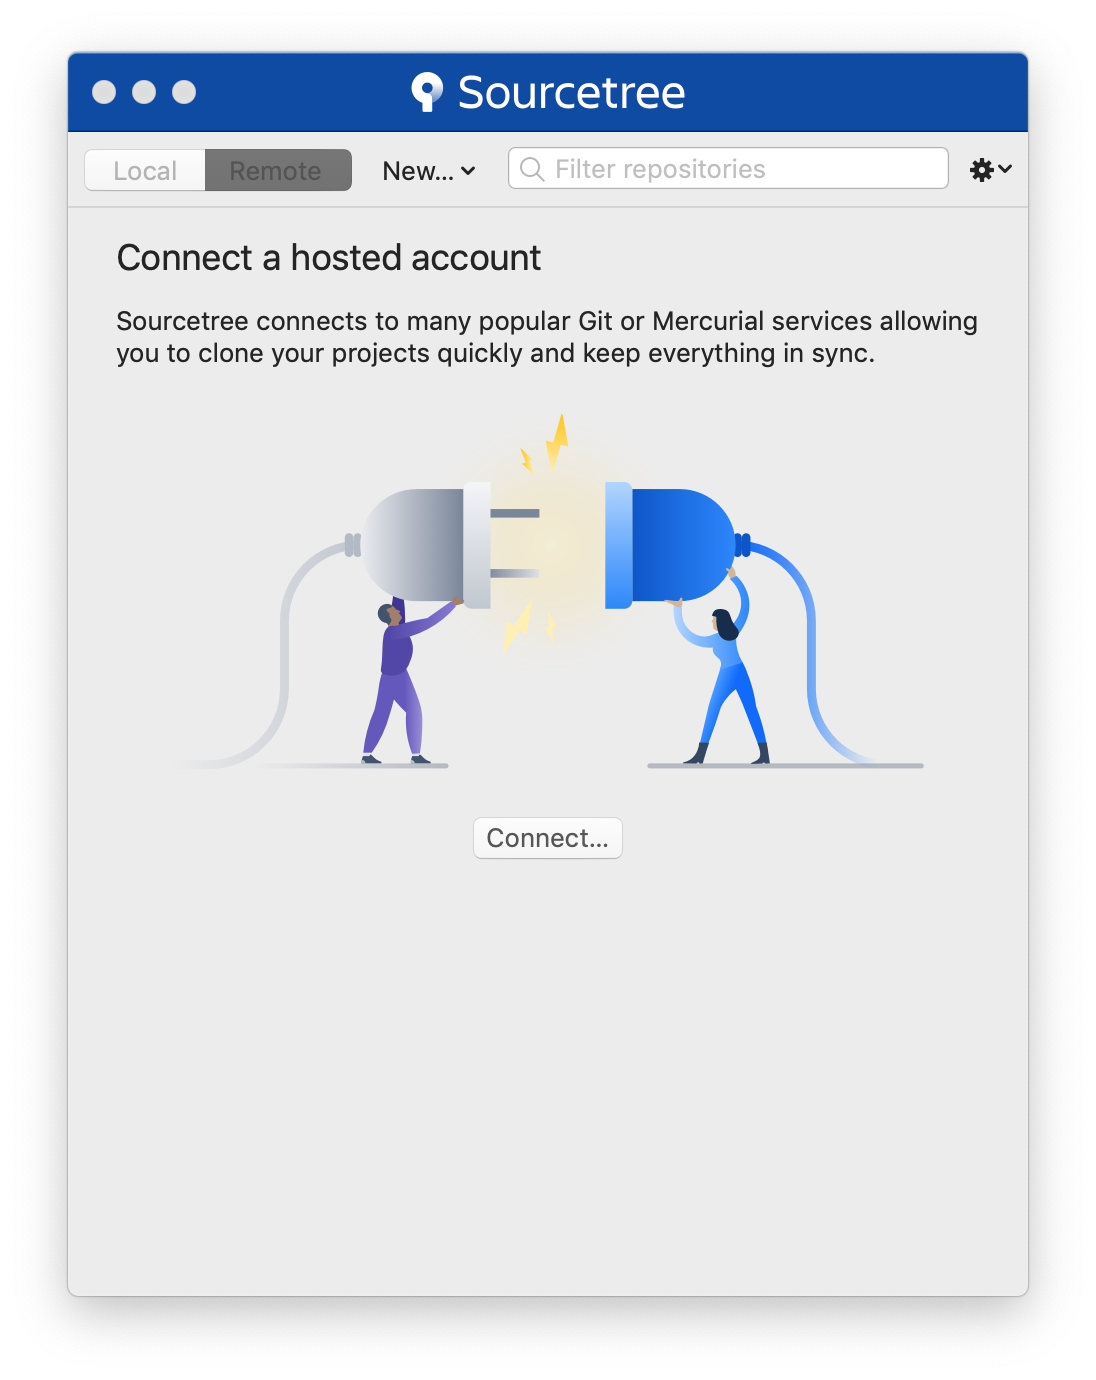 Sourcetree
Local Remote New... Filter repositories
Connect a hosted account
Sourcetree connects to many popular Git or Mercurial services allowing
you to clone your projects quickly and keep everything in sync.
Connect...